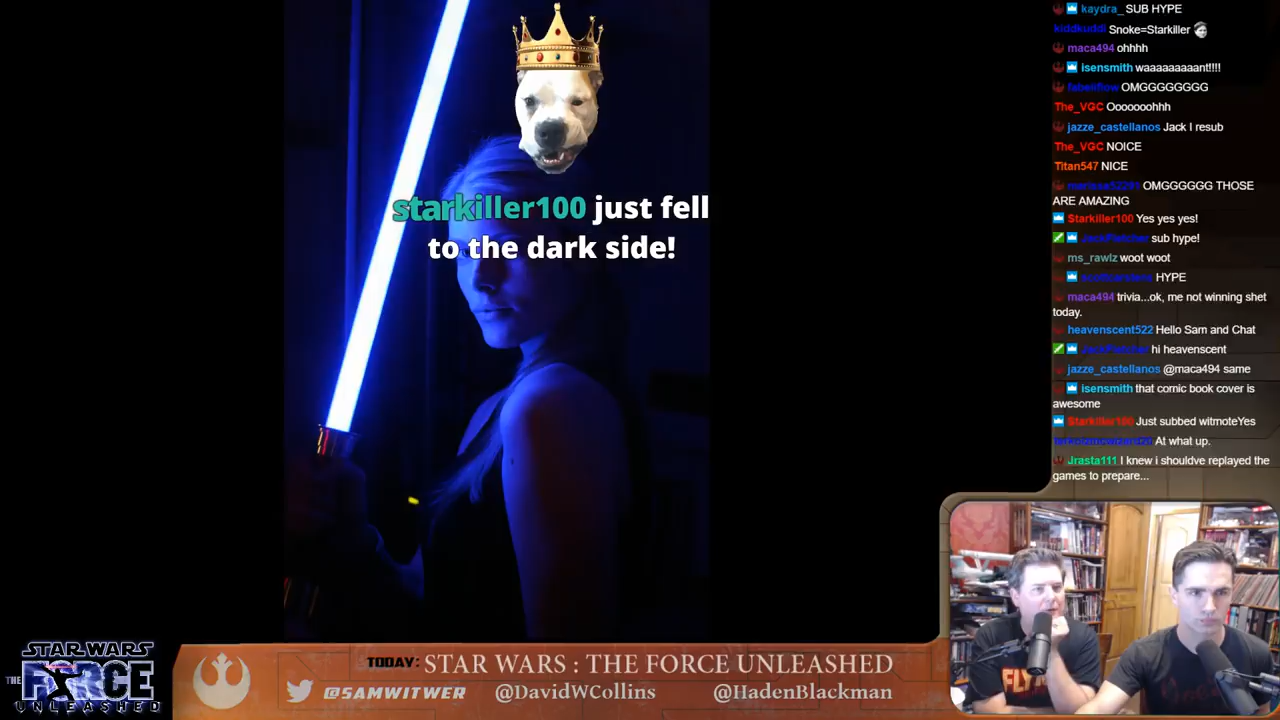 kaydra_ SUB HYPE
kiddkuddi Snoke=Starkiller
maca494 ohhhh
isensmith waaaaaaaaant!!!!
OMGGGGGGGG
The_VGC Ooooooohhh
jazze_castellanos Jack I resub
The_VGC NOICE
Titan547 NICE
OMGGGGGG THOSE
ARE AMAZING
Starkiller100 Yes yes yes!
JackFletcher sub hype!
ms_rawlz woot woot
HYPE
maca494 trivia...ok, me not winning shet
today.
heavenscent522 Hello Sam and Chat
JackFletcher hi heavenscent
jazze_castellanos @maca494 same
isensmith that comic book cover is
awesome
Starkiller100 Just subbed witmoteYes
At what up.
Jrasta111 I knew i shouldve replayed the
games to prepare...
starkiller100 just fell
to the dark side!
STAR WARS
THE FORCE
UNLEASHED
TODAY: STAR WARS : THE FORCE UNLEASHED
@SAMWITWER @DavidWCollins @HadenBlackman
FLY